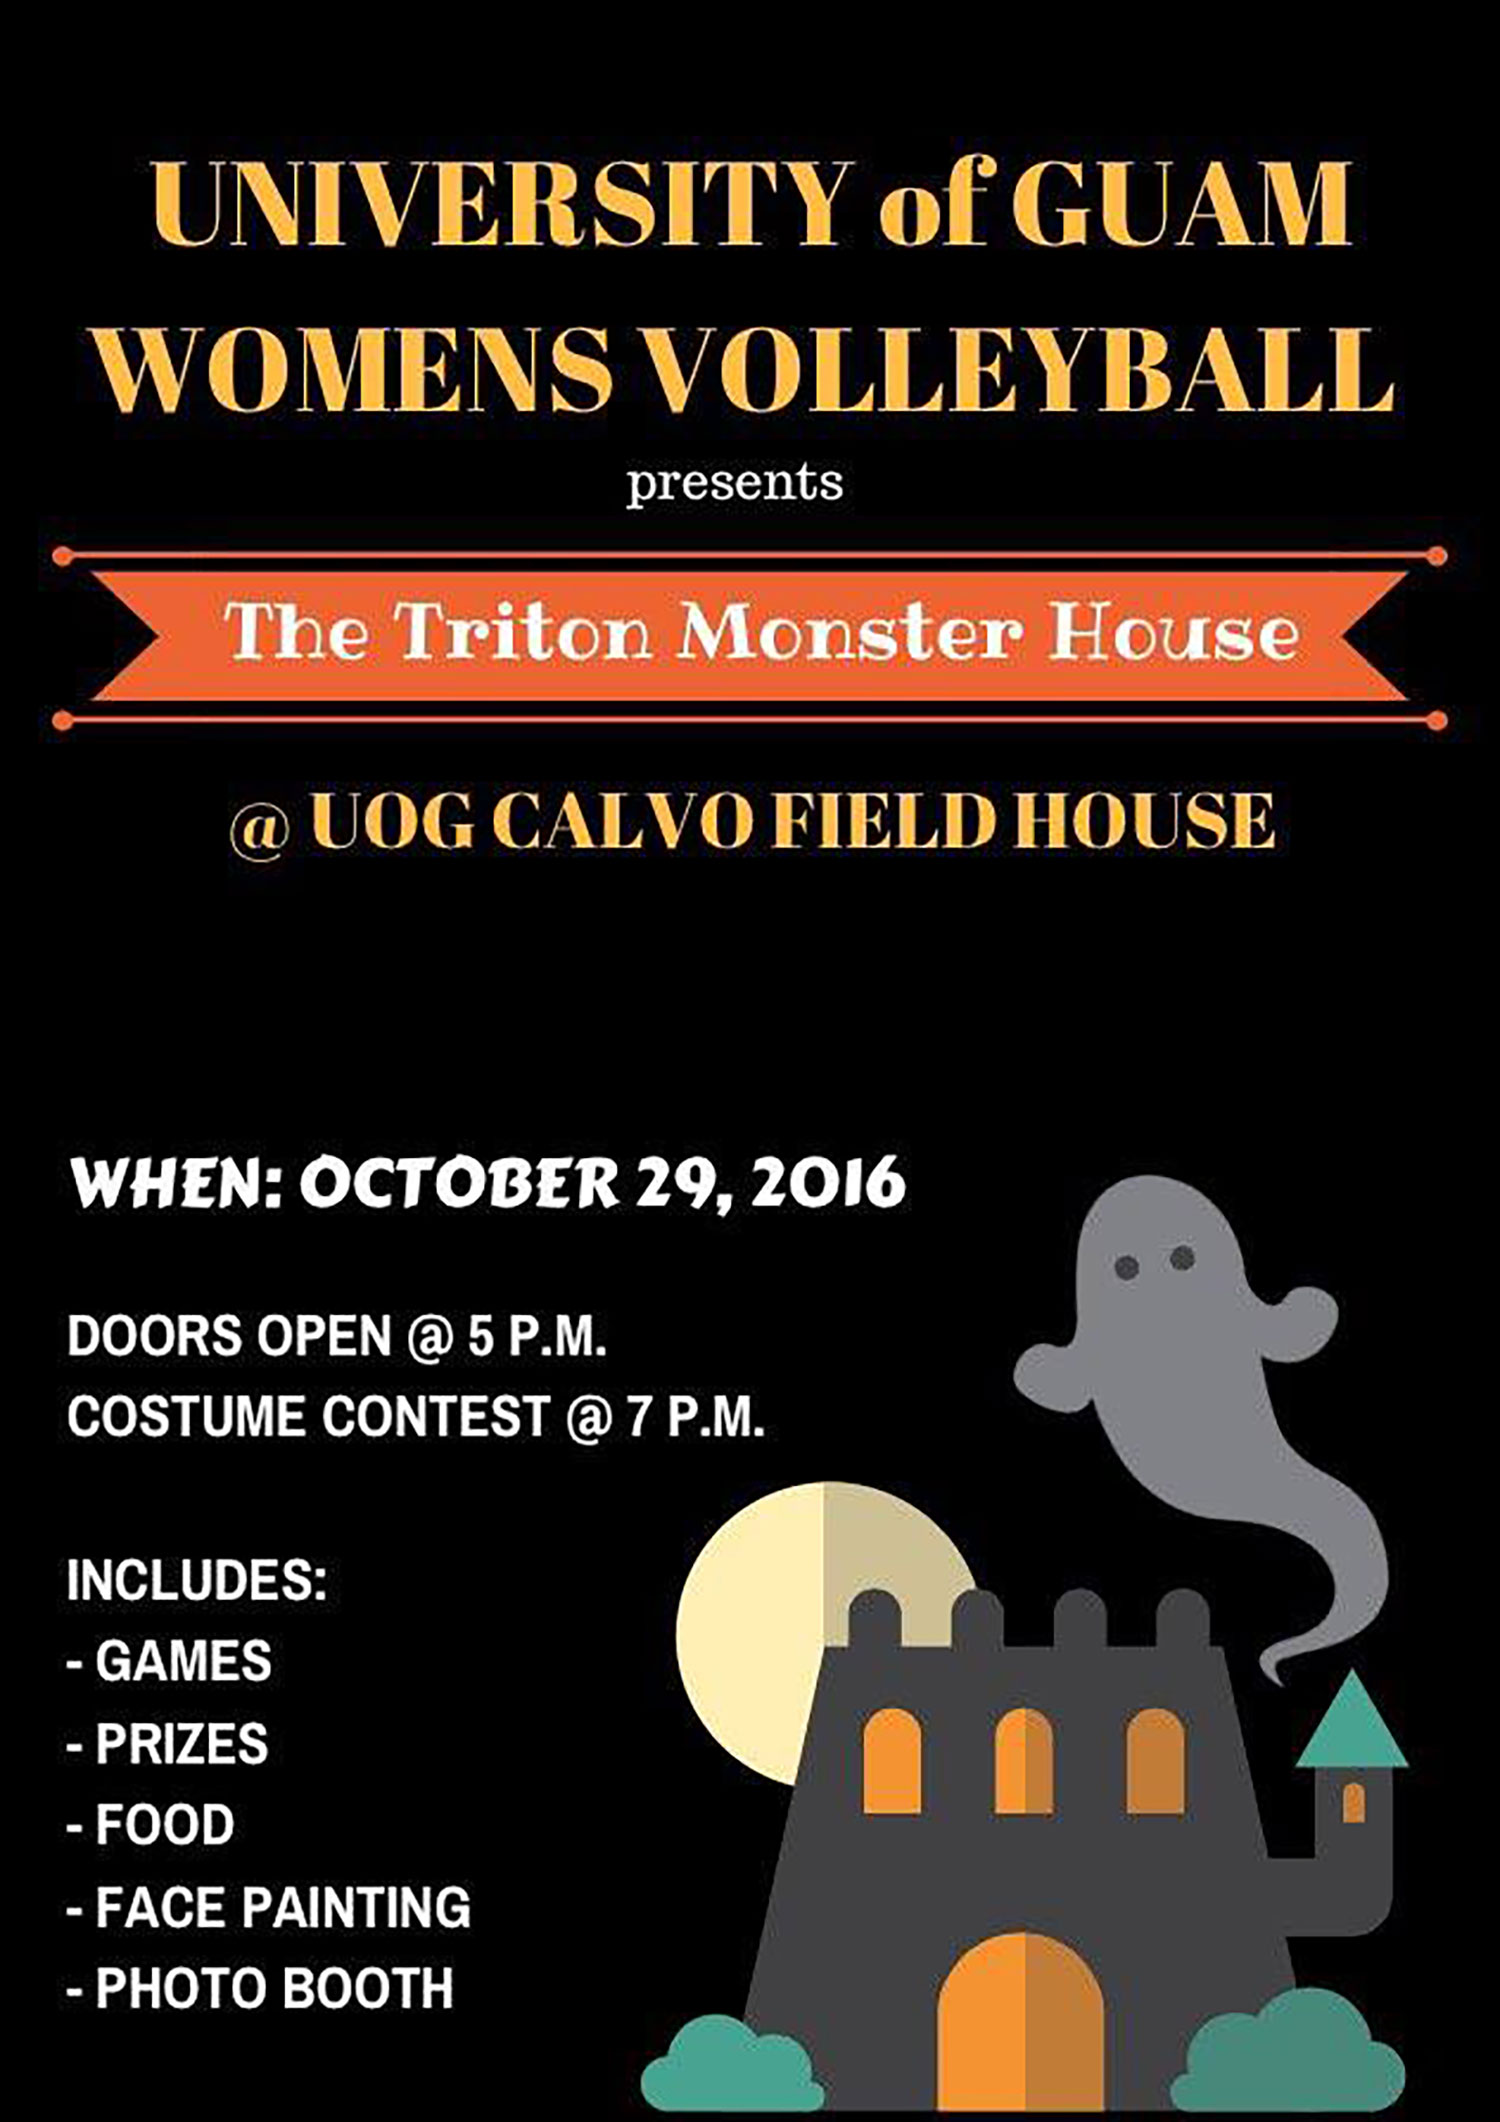 UNIVERSITY of GUAM
WOMENS VOLLEYBALL
presents
The Triton Monster House
@ UOG CALVO FIELD HOUSE
WHEN: OCTOBER 29, 2016
DOORS OPEN @ 5 P.M.
COSTUME CONTEST @ 7 P.M.
INCLUDES:
- GAMES
- PRIZES
- FOOD
- FACE PAINTING
- PHOTO BOOTH